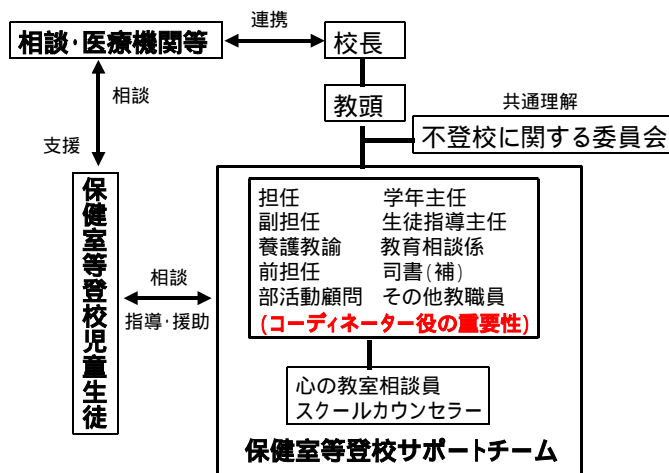 相談・医療機関等
連携
校長
相談
教頭
共通理解
不登校に関する委員会
支援
保健室等登校児童生徒
相談
指導・援助
担任 学年主任
副担任 生徒指導主任
養護教諭 教育相談係
前担任 司書(補)
部活動顧問 その他教職員
(コーディネーター役の重要性)
心の教室相談員
スクールカウンセラー
保健室等登校サポートチーム